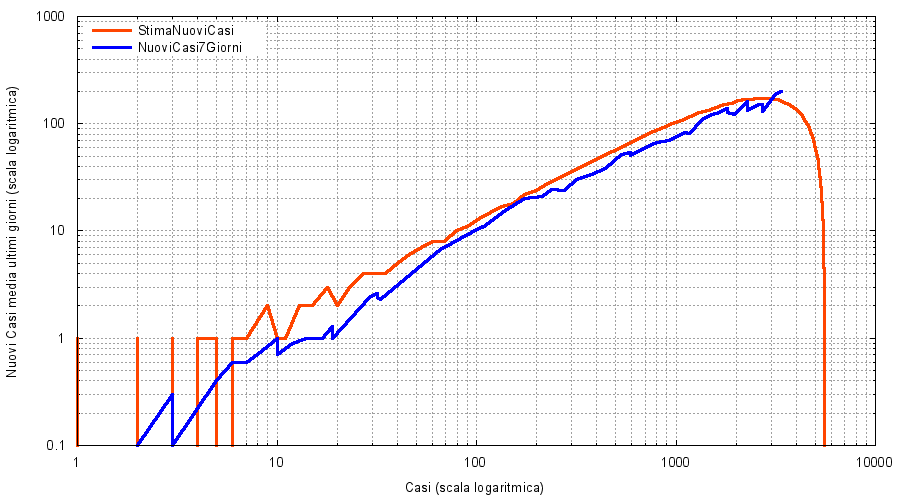 1000
StimaNuoviCasi
NuoviCasi7Giorni
100
10
1
0.1
Nuovi Casi media ultimi giorni (scala logaritmica)
1
10
100
1000
10000
Casi (scala logaritmica)